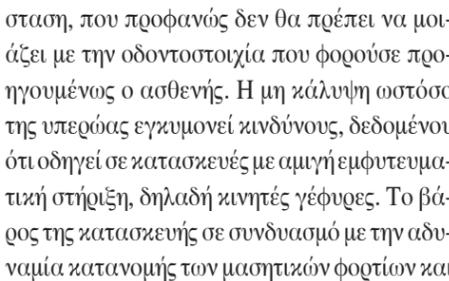 σταση, που προφανώς δεν θα πρέπει να μοι-
άζει με την οδοντοστοιχία που φορούσε προ-
ηγουμένως ο ασθενής. Η μη κάλυψη ωστόσο
της υπερώας εγκυμονεί κινδύνους, δεδομένου
ότι οδηγεί σε κατασκευές με αμιγή εμφυτευμα-
τική στήριξη, δηλαδή κινητές γέφυρες. Το βά-
ρος της κατασκευής σε συνδυασμό με την αδυ-
ναμία κατανομής των μασητικών φορτίων και